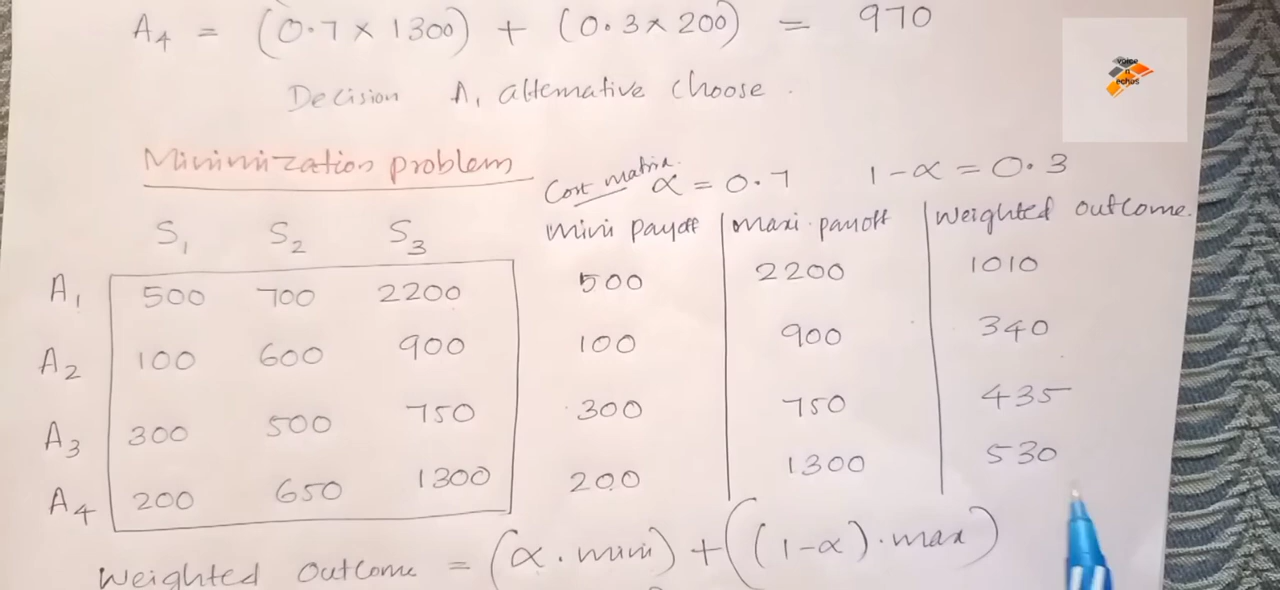 A4 = (0.7 x 1300) + (0.3 x 200) = 970
Decision A1 alternative choose.
voice
n
echos
Minimization problem
Cost matrix.
α = 0.7 1-α = 0.3
S1 S2 S3 mini payoff maxi payoff weighted outcome.
A1 500 700 2200 500 2200 1010
A2 100 600 900 100 900 340
A3 300 500 750 300 750 435
A4 200 650 1300 200 1300 530
Weighted outcome = (α . mini) + ((1-α) . max)